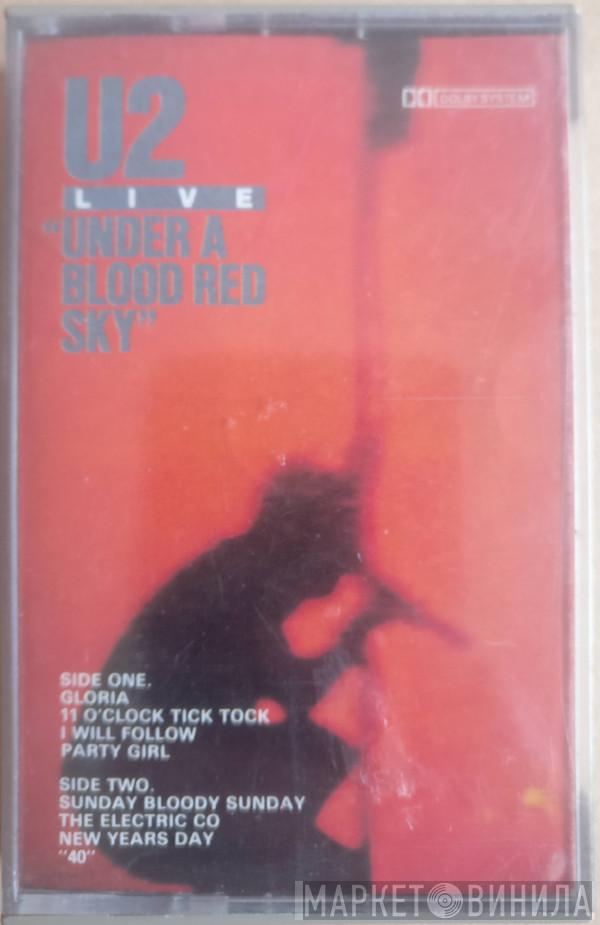 U2
DOLBY SYSTEM
LIVE
“UNDER A
BLOOD RED
SKY”
SIDE ONE.
GLORIA
11 O'CLOCK TICK TOCK
I WILL FOLLOW
PARTY GIRL
SIDE TWO.
SUNDAY BLOODY SUNDAY
THE ELECTRIC CO
NEW YEARS DAY
“40”
МАРКЕТ ВИНИЛА